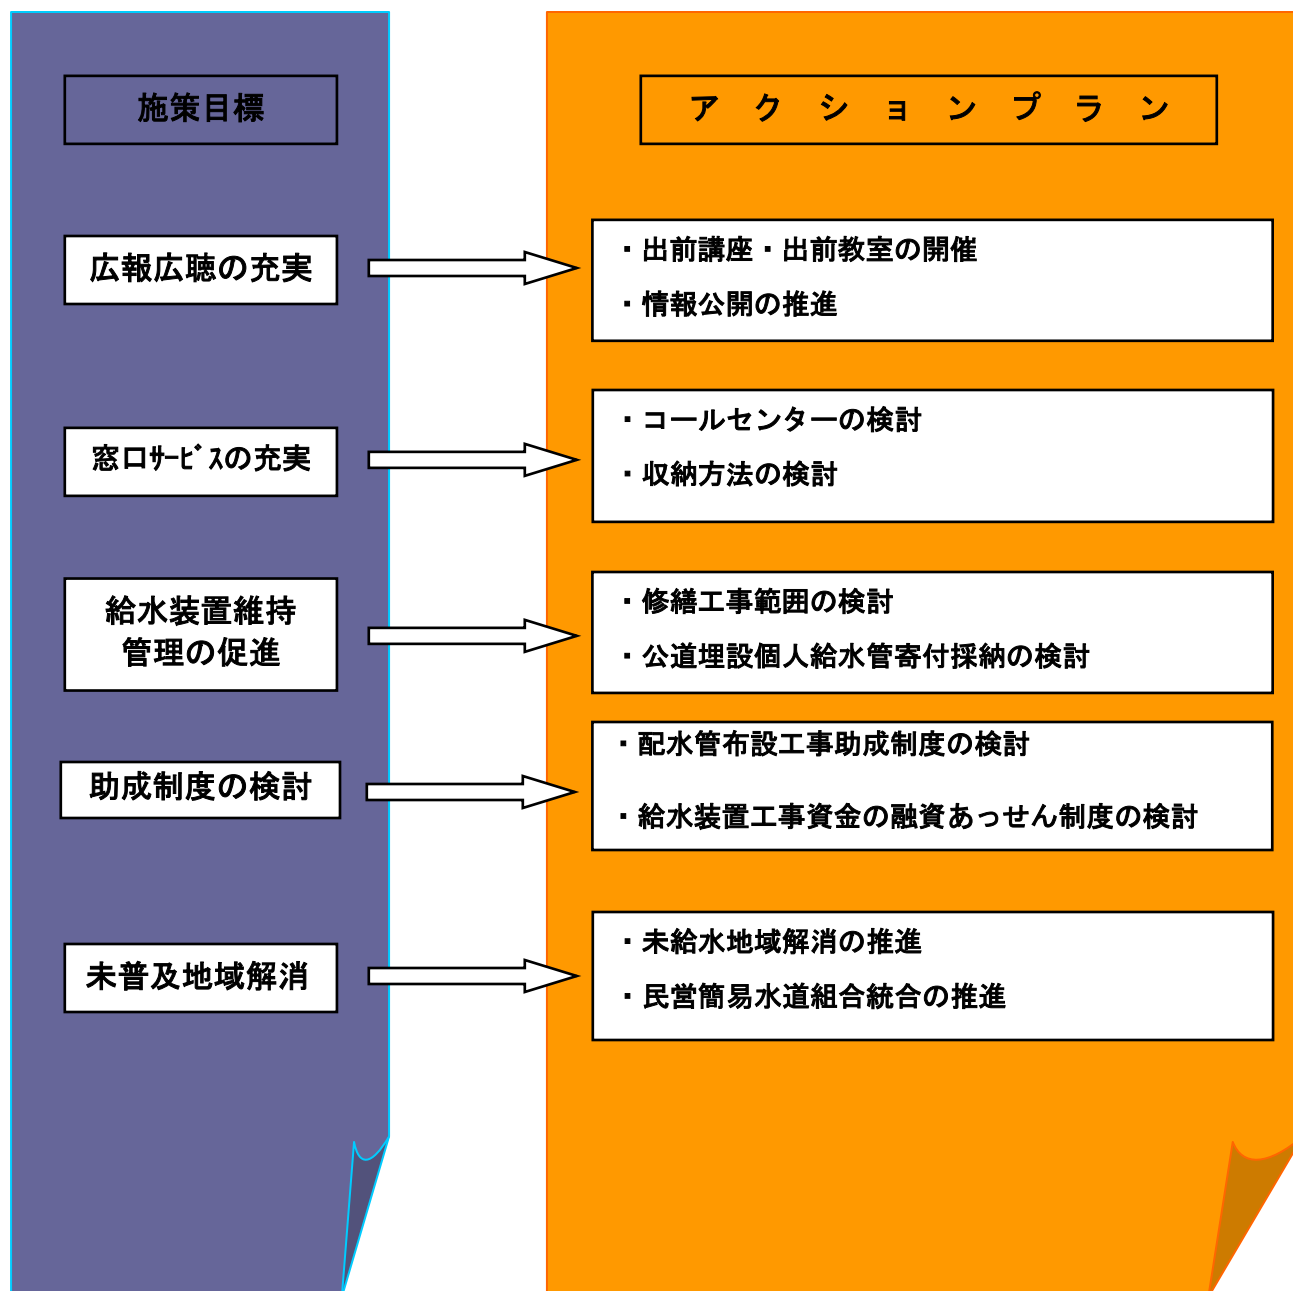 施策目標
アクションプラン
広報広聴の充実
・出前講座・出前教室の開催
・情報公開の推進
窓口ｻｰﾋﾞｽの充実
・コールセンターの検討
・収納方法の検討
給水装置維持
管理の促進
・修繕工事範囲の検討
・公道埋設個人給水管寄付採納の検討
助成制度の検討
・配水管布設工事助成制度の検討
・給水装置工事資金の融資あっせん制度の検討
未普及地域解消
・未給水地域解消の推進
・民営簡易水道組合統合の推進